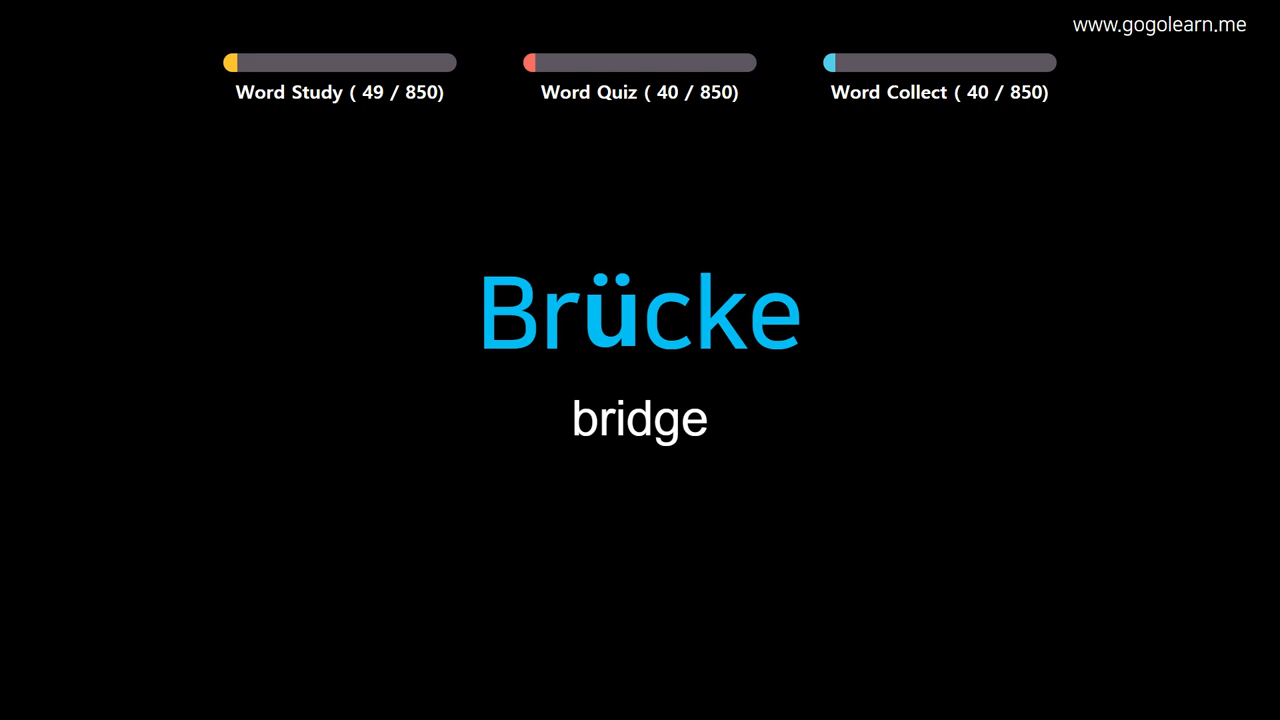 www.gogolearn.me
Word Study ( 49 / 850)
Word Quiz ( 40 / 850)
Word Collect ( 40 / 850)
Brücke
bridge